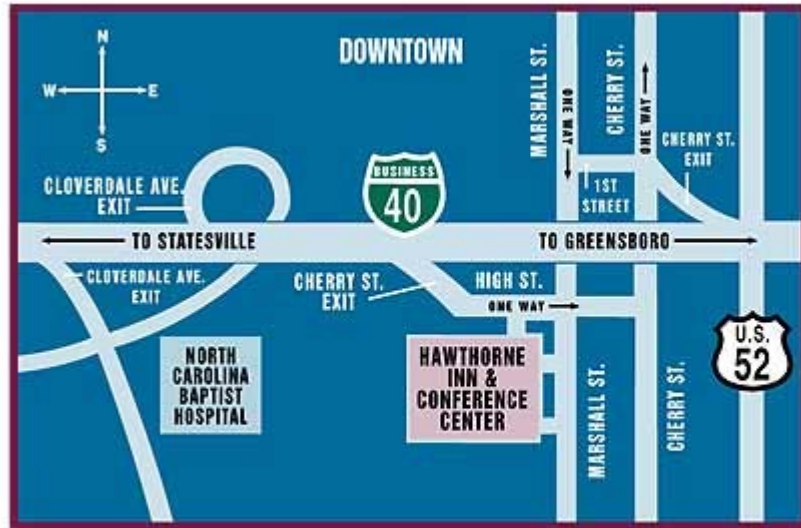 DOWNTOWN
N
W
E
S
MARSHALL ST.
ONE WAY
CHERRY ST.
ONE WAY
CHERRY ST.
EXIT
1ST
STREET
CLOVERDALE AVE.
EXIT
BUSINESS
40
TO STATESVILLE
TO GREENSBORO
CLOVERDALE AVE.
EXIT
CHERRY ST.
EXIT
HIGH ST.
ONE WAY
NORTH
CAROLINA
BAPTIST
HOSPITAL
HAWTHORNE
INN &
CONFERENCE
CENTER
MARSHALL ST.
CHERRY ST.
U.S.
52